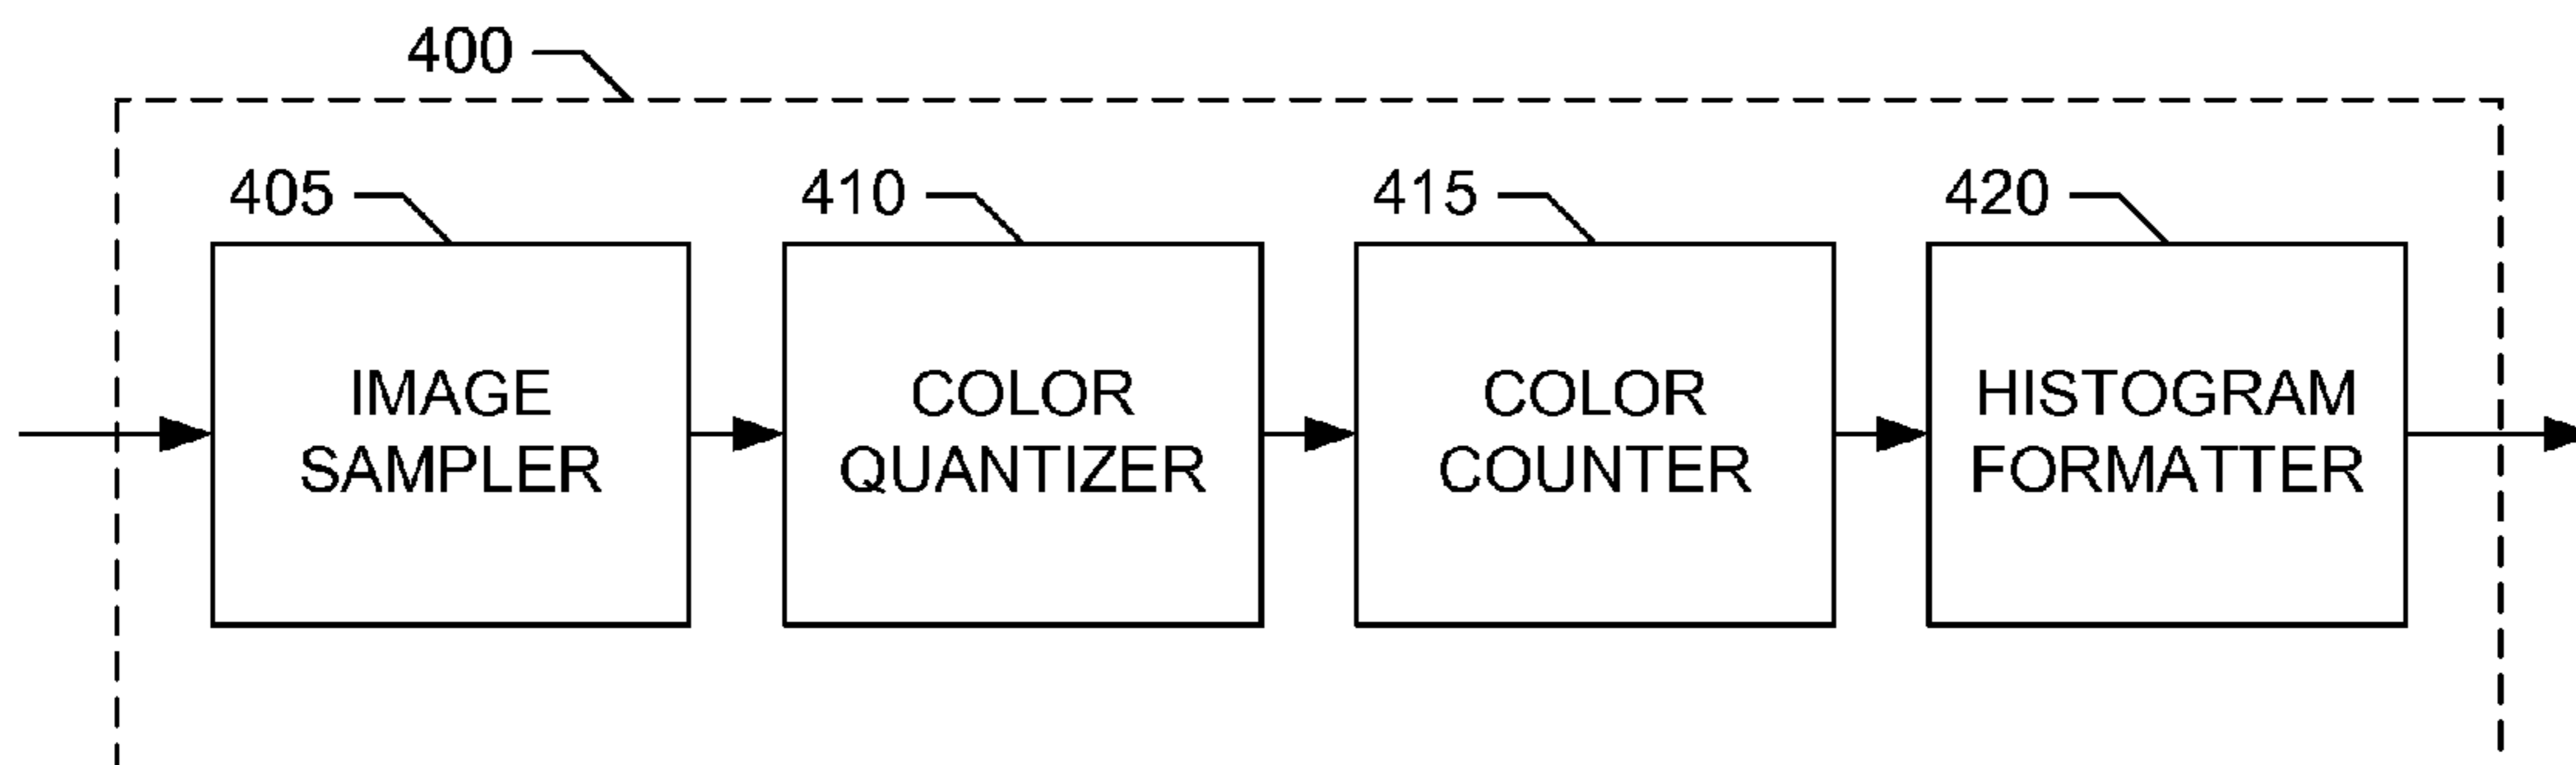 400
405
410
415
420
IMAGE
SAMPLER
COLOR
QUANTIZER
COLOR
COUNTER
HISTOGRAM
FORMATTER